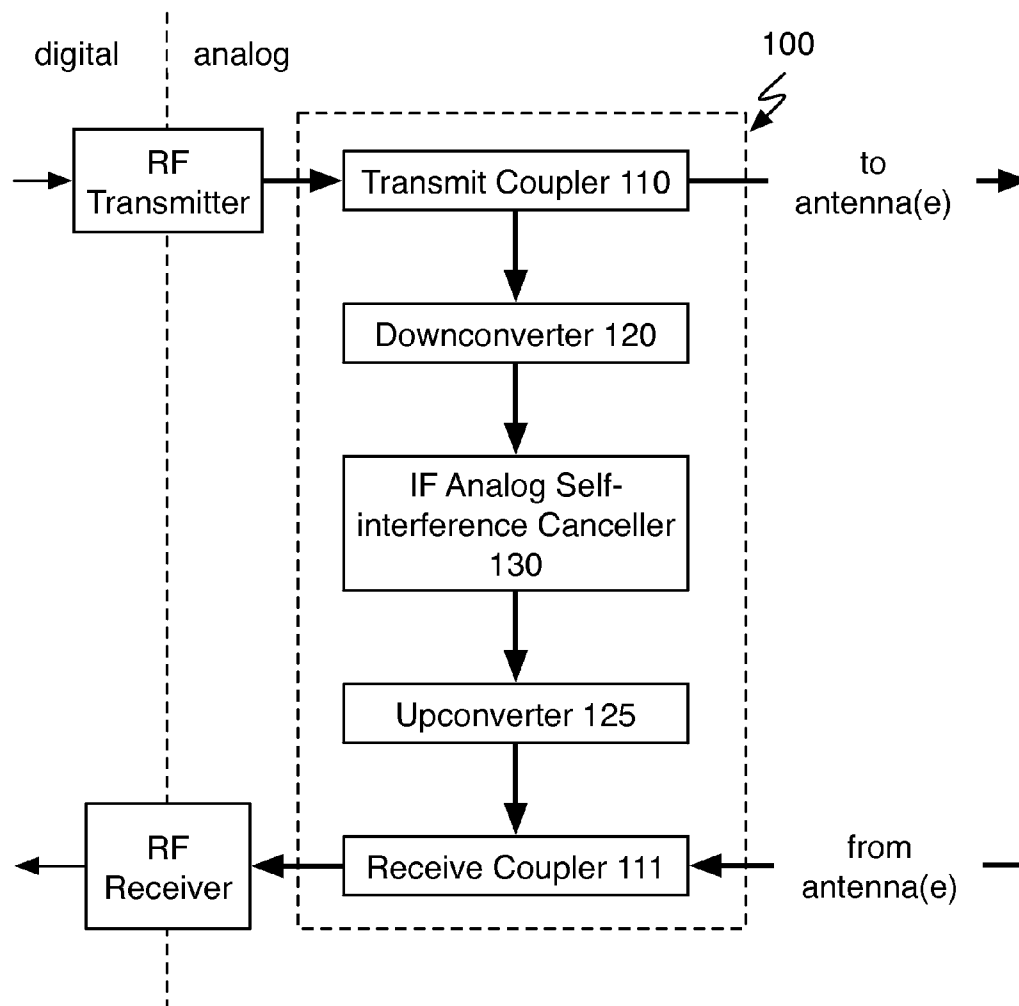 digital
analog
100
RF
Transmitter
Transmit Coupler 110
to
antenna(e)
Downconverter 120
IF Analog Self-
interference Canceller
130
Upconverter 125
RF
Receiver
Receive Coupler 111
from
antenna(e)